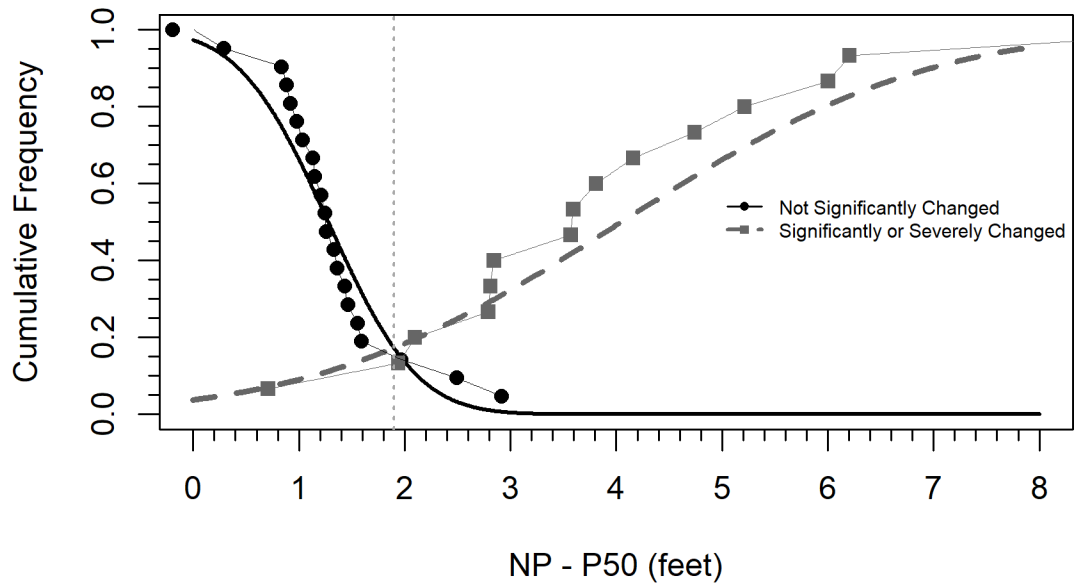 Cumulative Frequency
1.0
0.8
0.6
0.4
0.2
0.0
Not Significantly Changed
Significantly or Severely Changed
0 1 2 3 4 5 6 7 8
NP - P50 (feet)